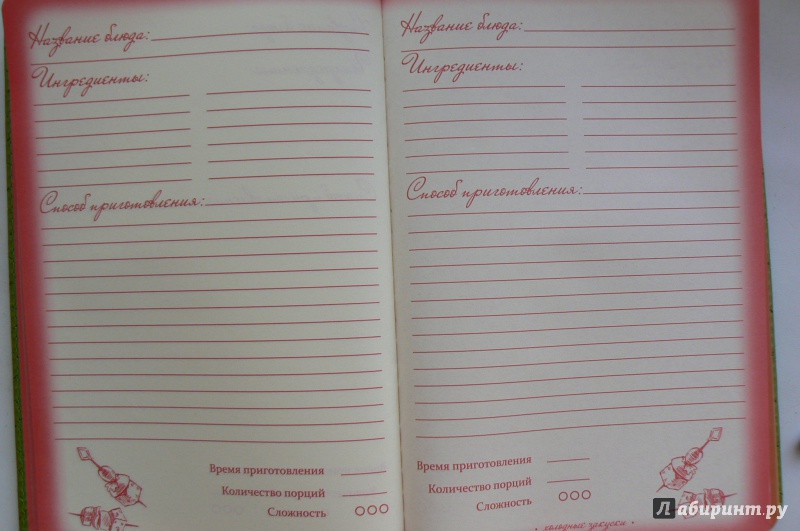 Название блюда:
Ингредиенты:
Способ приготовления:
Время приготовления
Количество порций
Сложность
Название блюда:
Ингредиенты:
Способ приготовления:
Время приготовления
Количество порций
Сложность
• холодные закуски •
Лабиринт.ру